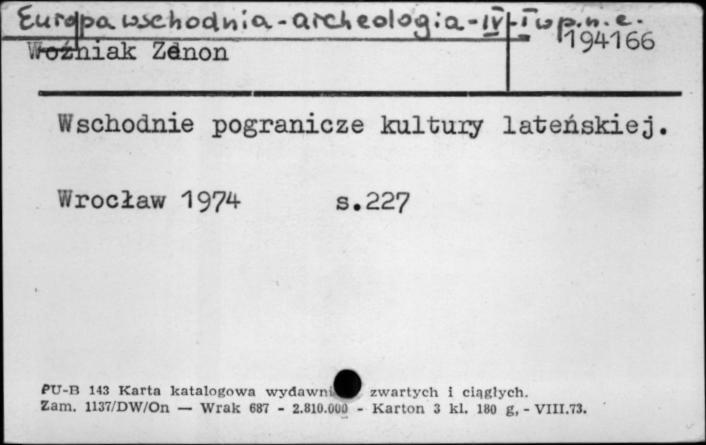 Europa wschodnia - archeologia - IV - I w p.n.e.
194166
Woźniak Zenon
Wschodnie pogranicze kultury lateńskiej.
Wrocław 1974 s.227
PU-B 143 Karta katalogowa wydawni zwartych i ciągłych.
Zam. 1137/DW/On — Wrak 687 - 2.810.000 - Karton 3 kl. 180 g, - VIII.73.